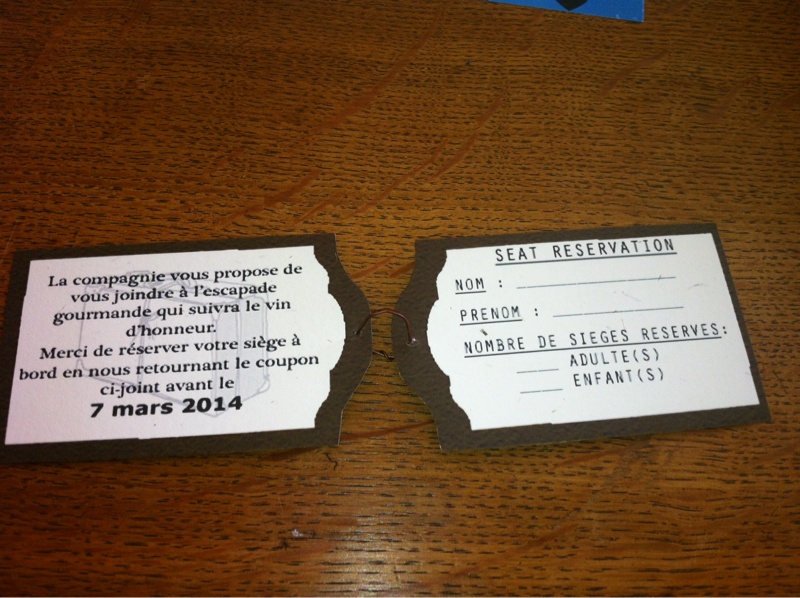 La compagnie vous propose de
vous joindre à l'escapade
gourmande qui suivra le vin
d'honneur.
Merci de réserver votre siège à
bord en nous retournant le coupon
ci-joint avant le
7 mars 2014
SEAT RESERVATION
NOM :
PRENOM :
NOMBRE DE SIEGES RESERVES:
ADULTE(S)
ENFANT(S)